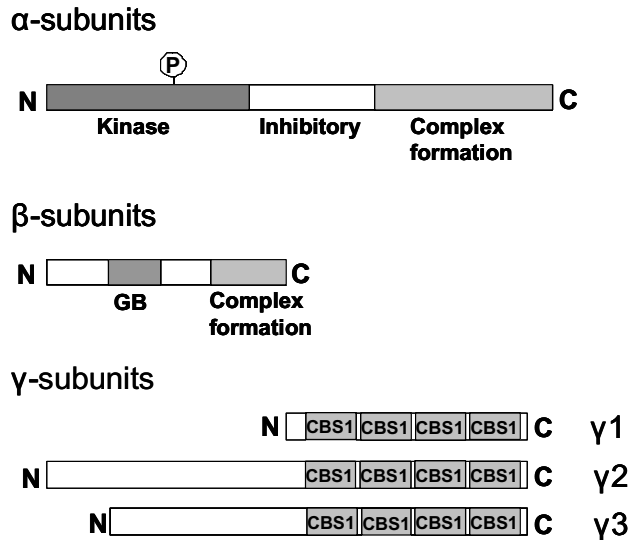 α-subunits
P
N C
Kinase Inhibitory Complex
formation
β-subunits
N C
GB Complex
formation
γ-subunits
N CBS1 CBS1 CBS1 CBS1 C γ1
N CBS1 CBS1 CBS1 CBS1 C γ2
N CBS1 CBS1 CBS1 CBS1 C γ3